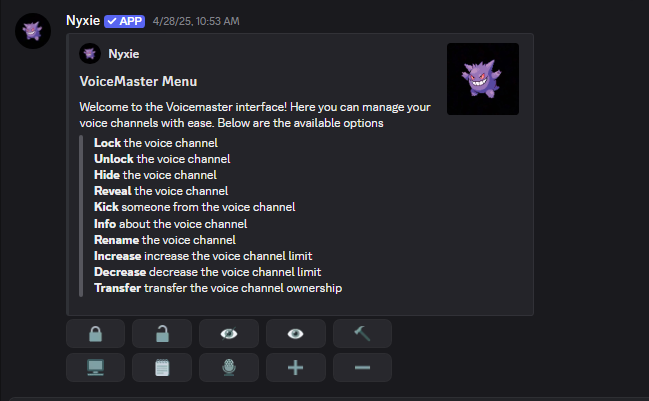 Nyxie ✓ APP 4/28/25, 10:53 AM
Nyxie
VoiceMaster Menu
Welcome to the Voicemaster interface! Here you can manage your
voice channels with ease. Below are the available options
Lock the voice channel
Unlock the voice channel
Hide the voice channel
Reveal the voice channel
Kick someone from the voice channel
Info about the voice channel
Rename the voice channel
Increase increase the voice channel limit
Decrease decrease the voice channel limit
Transfer transfer the voice channel ownership